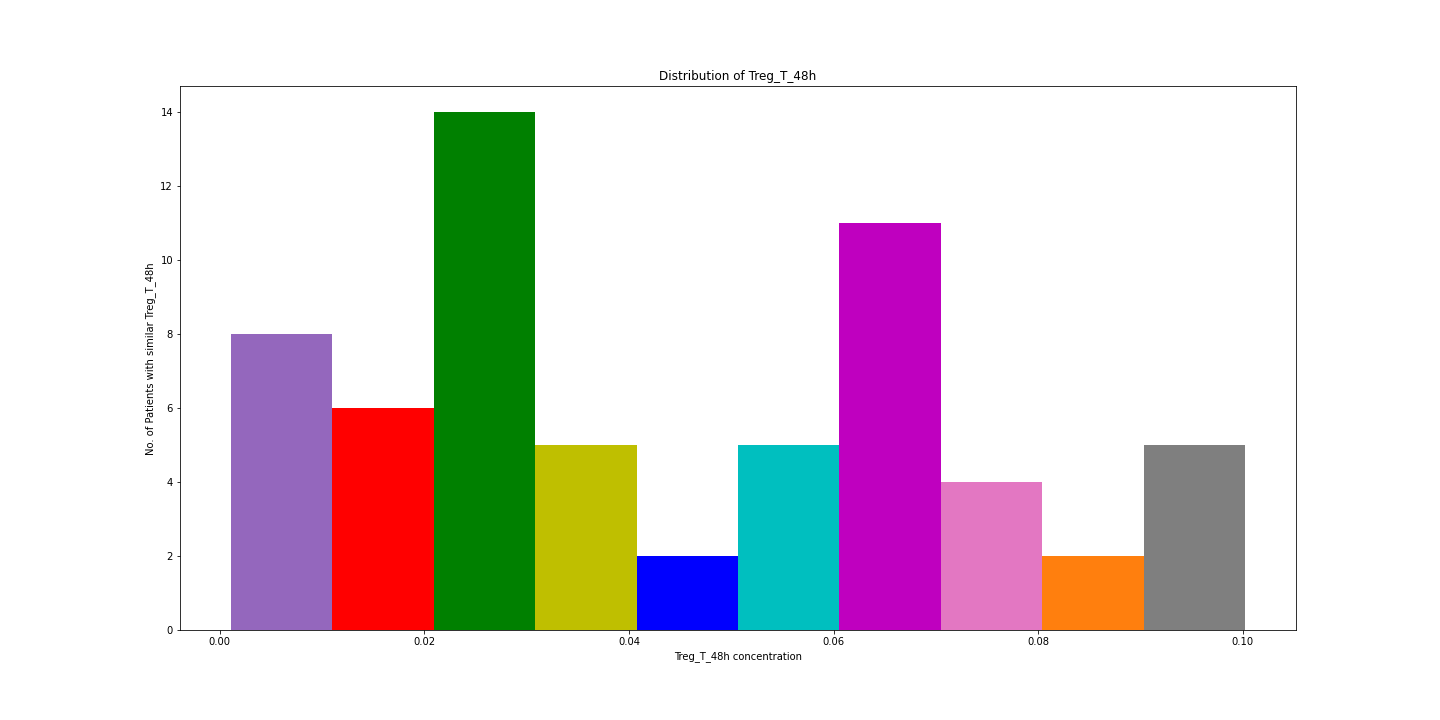 Distribution of Treg_T_48h
14
12
10
8
6
4
2
0
No. of Patients with similar Treg_T_48h
0.00 0.02 0.04 0.06 0.08 0.10
Treg_T_48h concentration